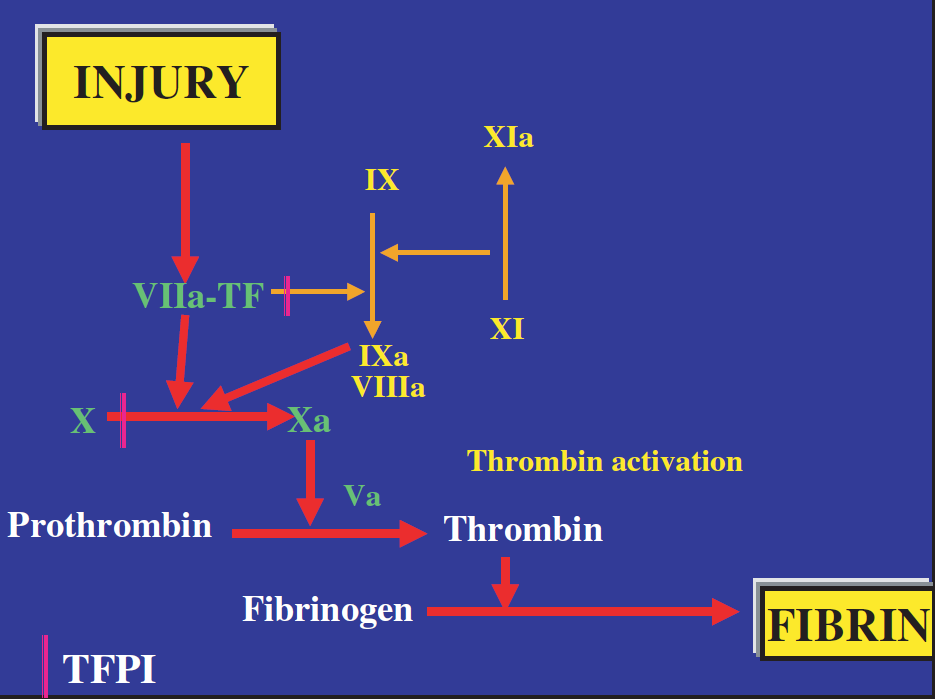 INJURY
XIa
IX
VIIa-TF
XI
IXa
VIIIa
X
Xa
Thrombin activation
Va
Prothrombin
Thrombin
Fibrinogen
FIBRIN
TFPI